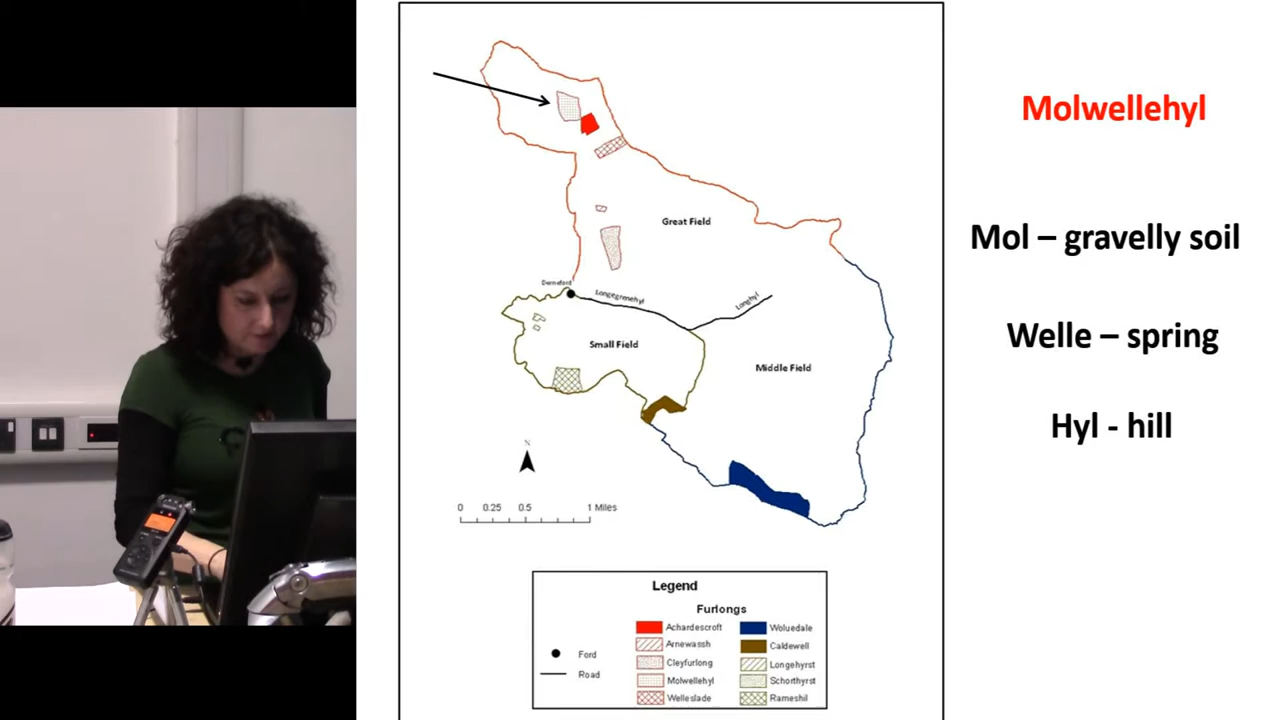 Molwellehyl
Mol – gravelly soil
Welle – spring
Hyl - hill
Great Field
Derneford
Longegrenehyl
Longhyl
Small Field
Middle Field
N
0 0.25 0.5 1 Miles
Legend
Furlongs
Ford
Road
Achardescroft
Arnewassh
Cleyfurlong
Molwellehyl
Welleslade
Woluedale
Caldewell
Longehyrst
Schorthyrst
Rameshil